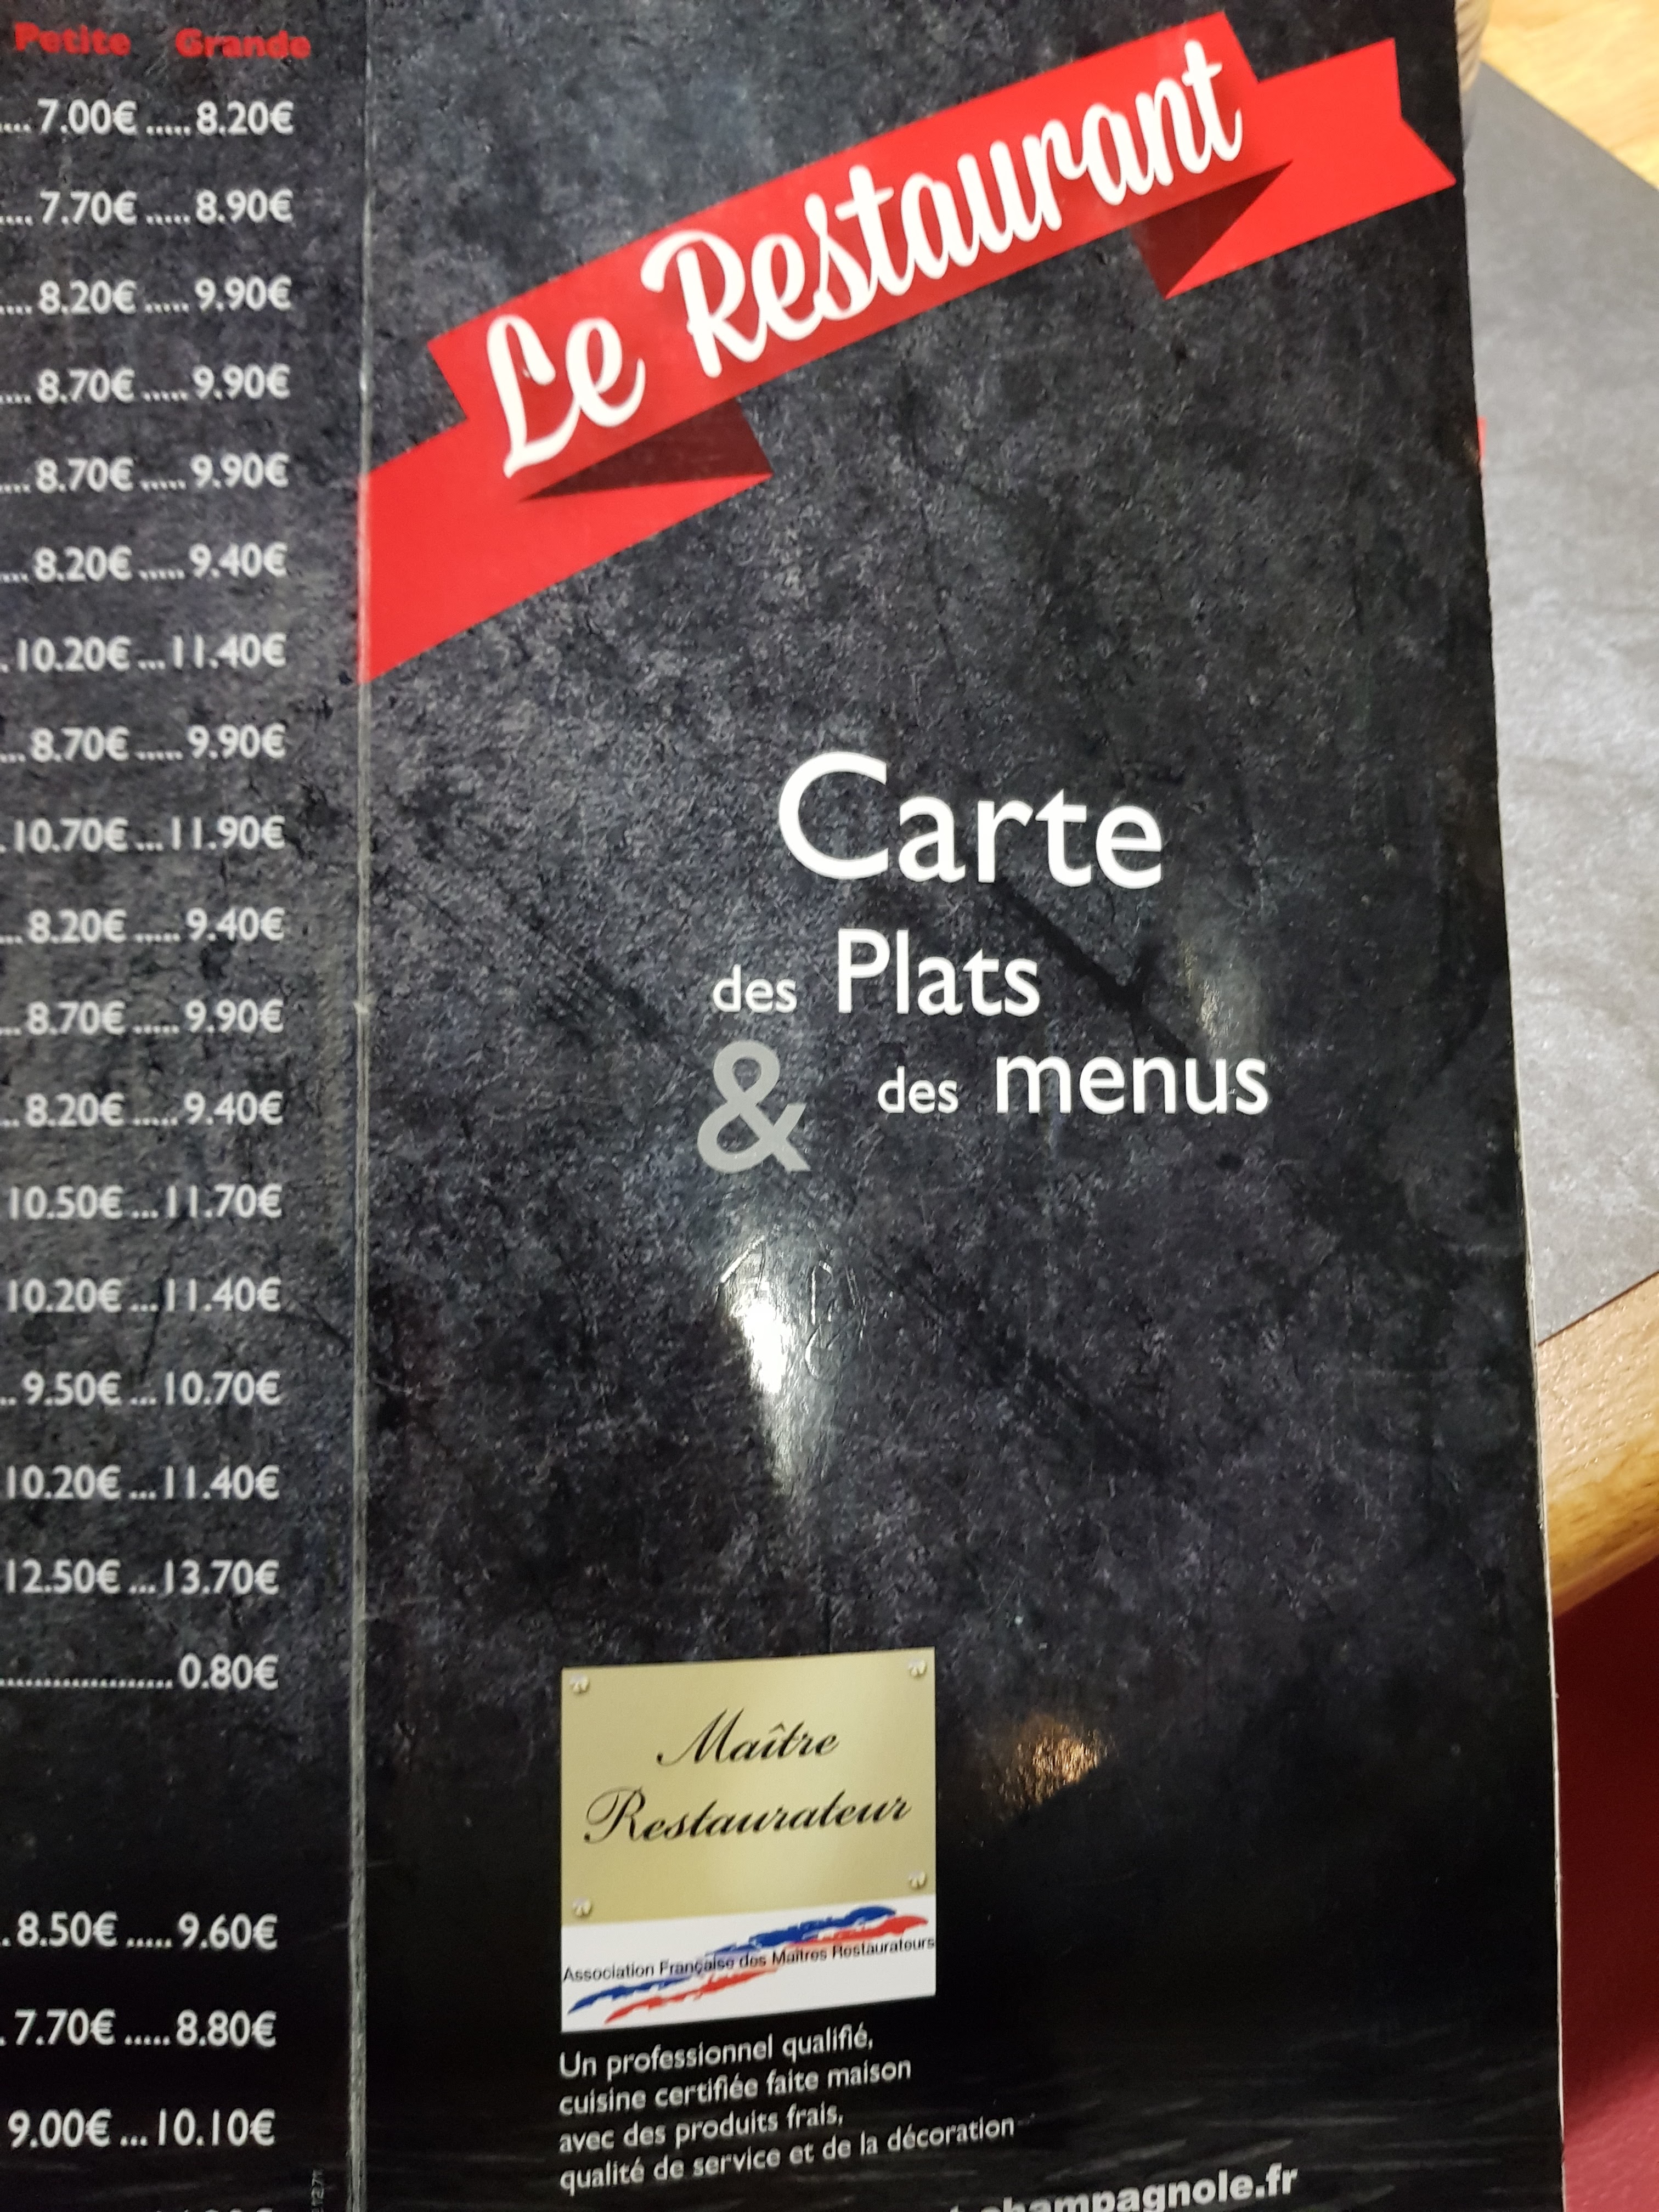 Petite Grande
.... 7.00€ ..... 8.20€
.... 7.70€ ..... 8.90€
.... 8.20€ ..... 9.90€
.... 8.70€ ..... 9.90€
.... 8.70€ ..... 9.90€
.... 8.20€ ..... 9.40€
. 10.20€ ... 11.40€
... 8.70€ ..... 9.90€
. 10.70€ ... 11.90€
... 8.20€ ..... 9.40€
... 8.70€ ..... 9.90€
.. 8.20€ ..... 9.40€
10.50€ ... 11.70€
10.20€ ... 11.40€
.. 9.50€ ... 10.70€
10.20€ ... 11.40€
12.50€ ... 13.70€
................... 0.80€
. 8.50€ ..... 9.60€
. 7.70€ ..... 8.80€
9.00€ ... 10.10€
Le Restaurant
Carte
des Plats
& des menus
Maître
Restaurateur
Association Française des Maîtres Restaurateurs
Un professionnel qualifié,
cuisine certifiée faite maison
avec des produits frais,
qualité de service et de la décoration
champagnole.fr